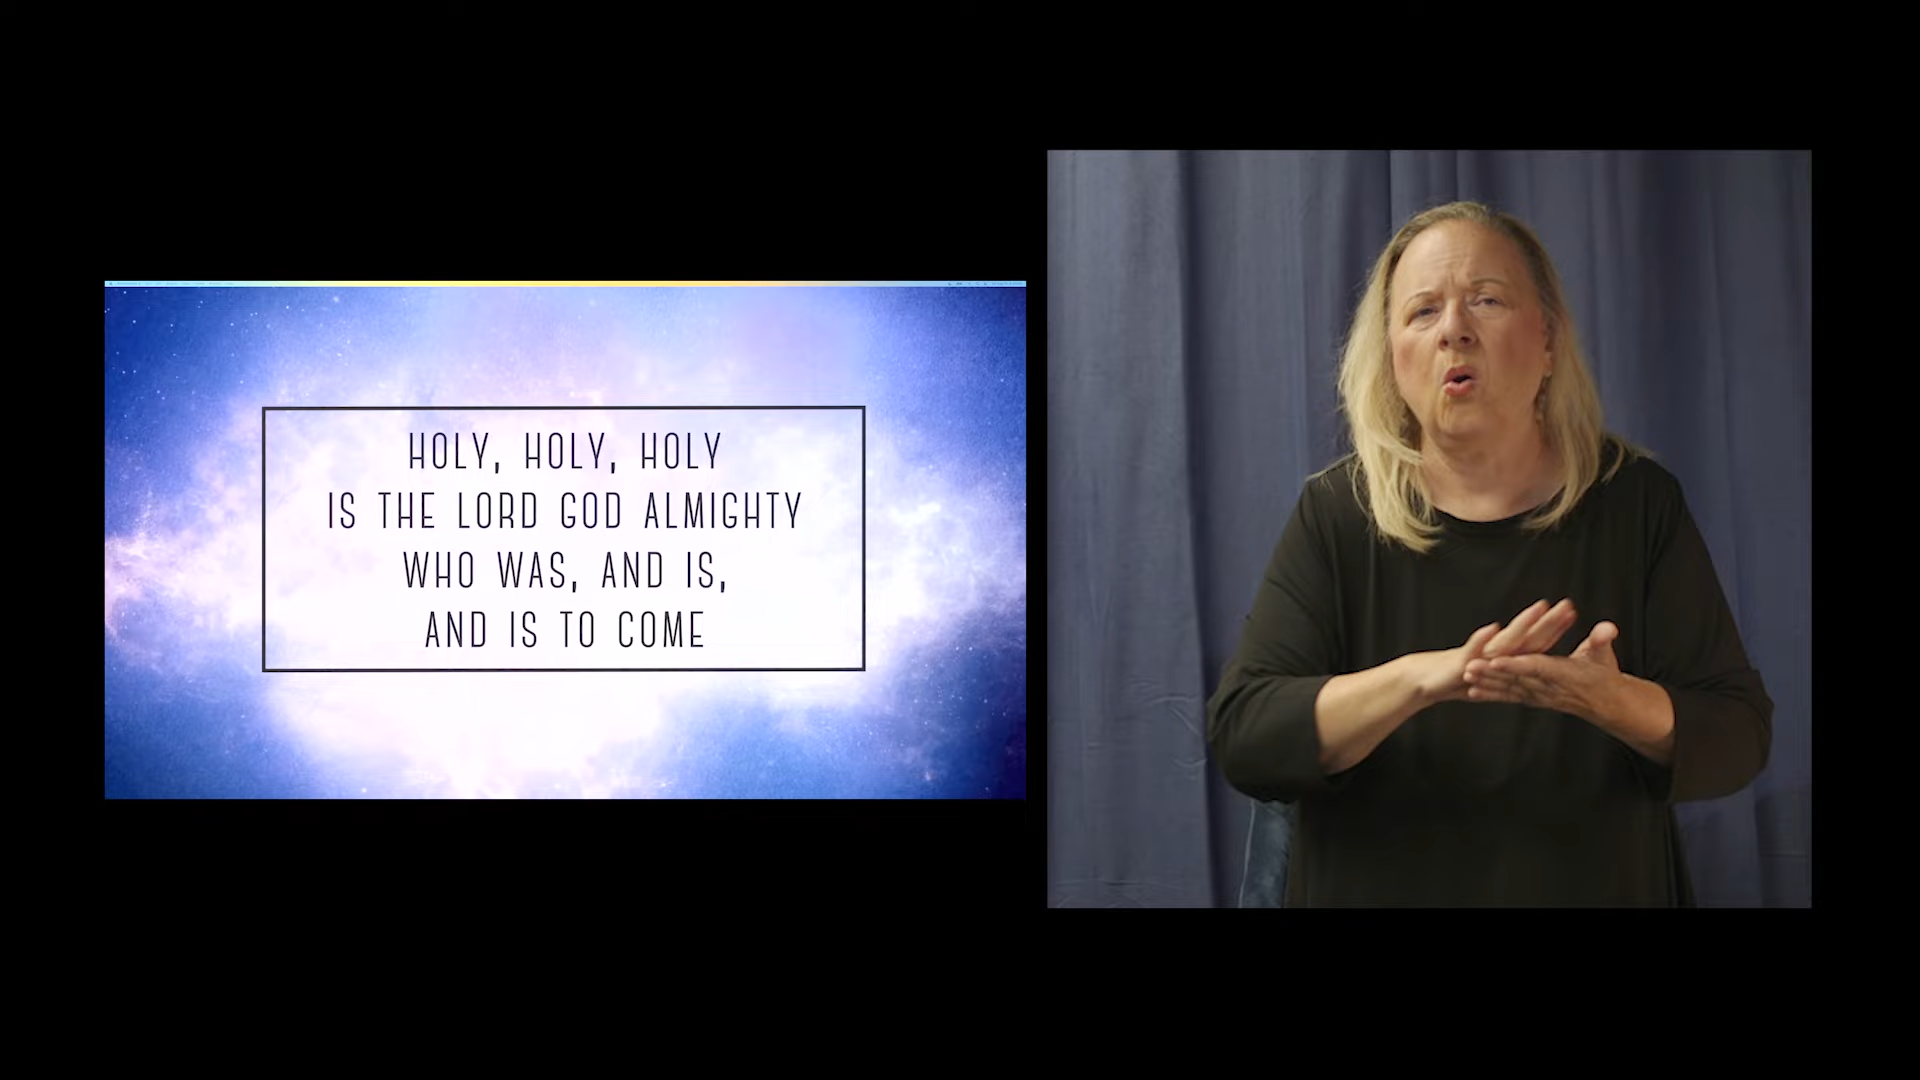 HOLY, HOLY, HOLY
IS THE LORD GOD ALMIGHTY
WHO WAS, AND IS,
AND IS TO COME